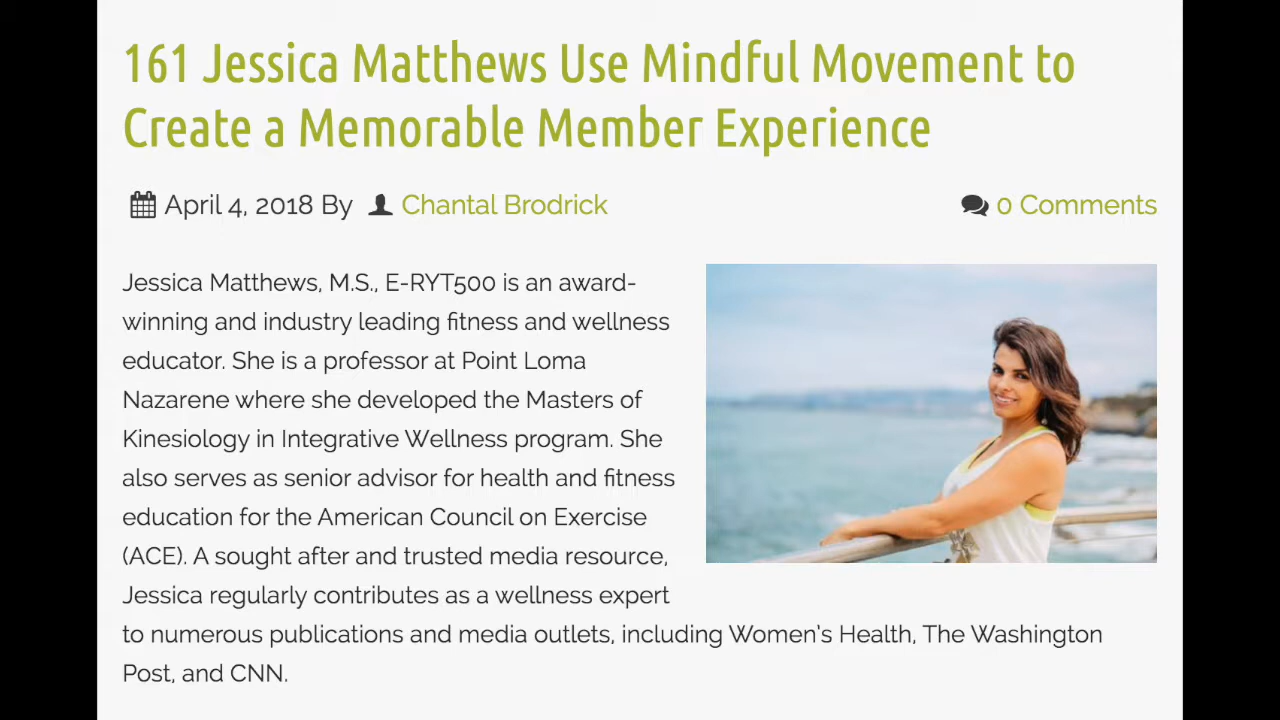 161 Jessica Matthews Use Mindful Movement to
Create a Memorable Member Experience
April 4, 2018 By Chantal Brodrick
0 Comments
Jessica Matthews, M.S., E-RYT500 is an award-
winning and industry leading fitness and wellness
educator. She is a professor at Point Loma
Nazarene where she developed the Masters of
Kinesiology in Integrative Wellness program. She
also serves as senior advisor for health and fitness
education for the American Council on Exercise
(ACE). A sought after and trusted media resource,
Jessica regularly contributes as a wellness expert
to numerous publications and media outlets, including Women's Health, The Washington
Post, and CNN.